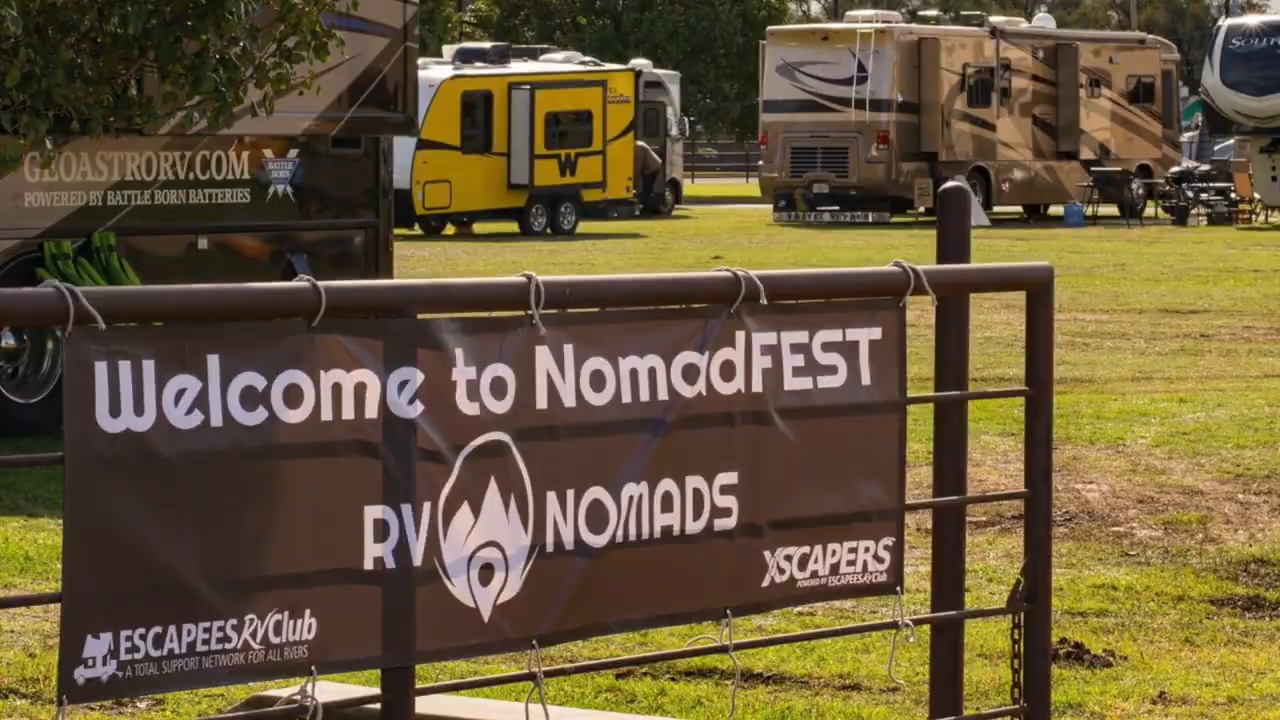 GEOASTRORV.COM
POWERED BY BATTLE BORN BATTERIES
BATTLE BORN
W
Welcome to NomadFEST
RV NOMADS
XSCAPERS
POWERED BY ESCAPEES RV Club
ESCAPEES RV Club
A TOTAL SUPPORT NETWORK FOR ALL RVERS